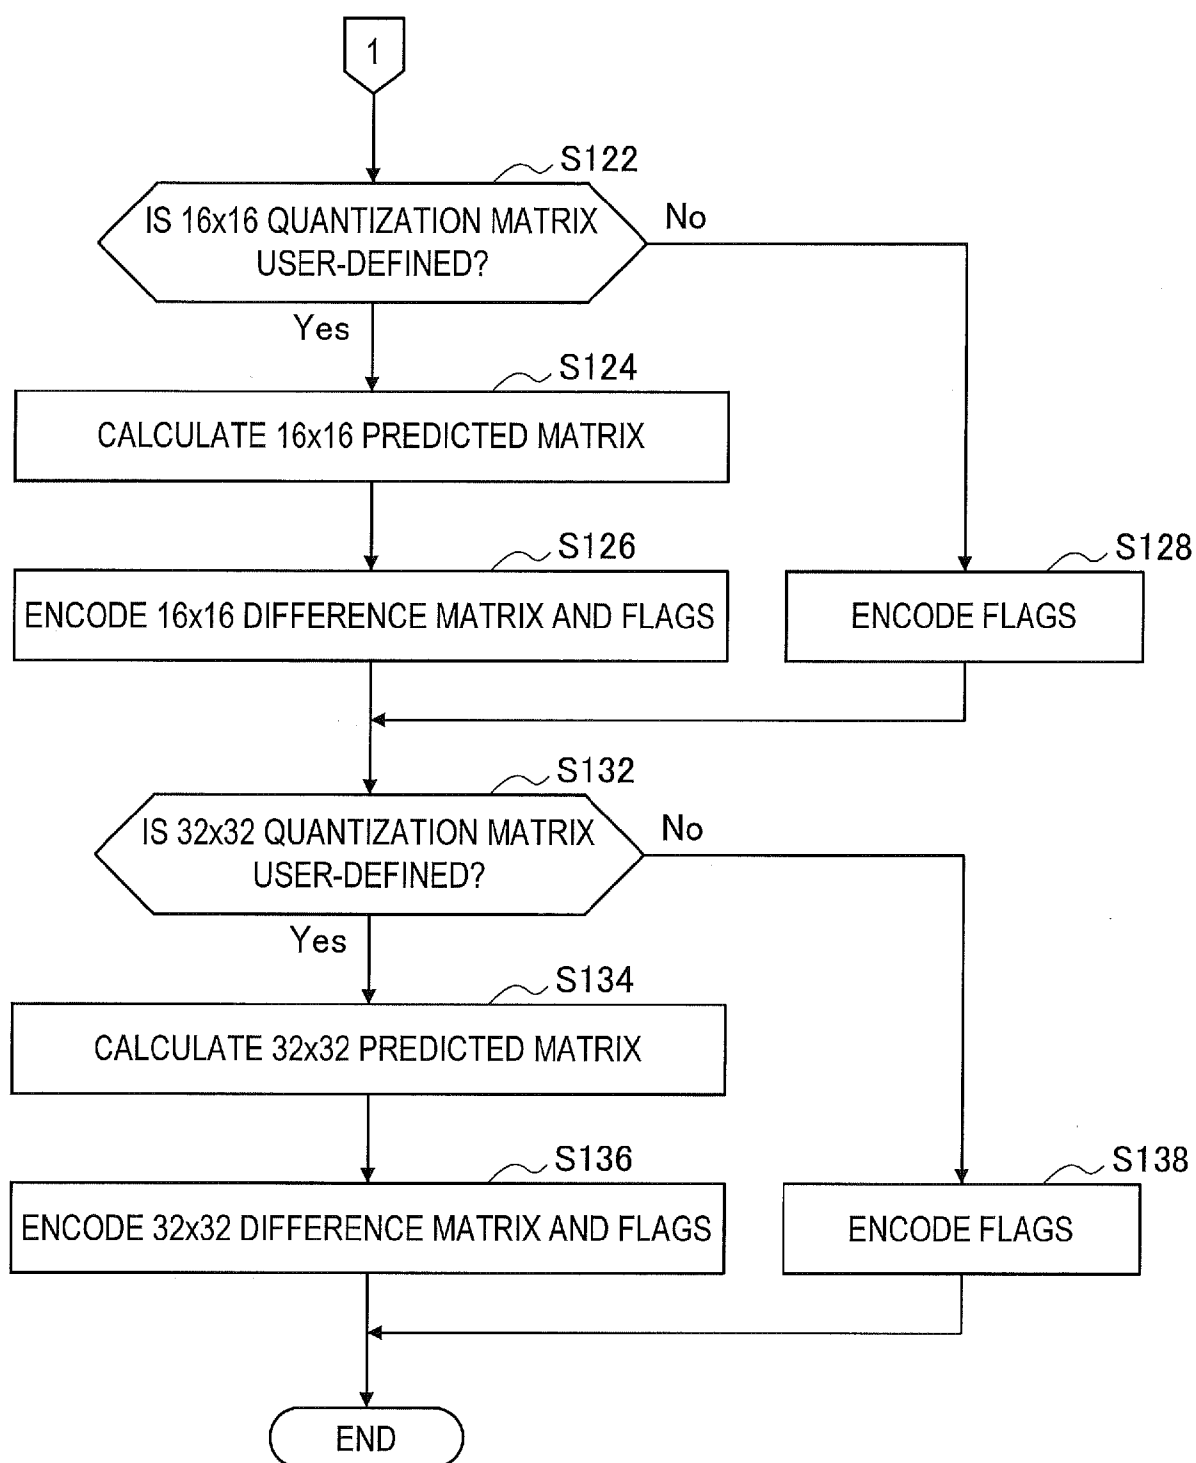 1
S122
IS 16x16 QUANTIZATION MATRIX
USER-DEFINED?
No
Yes
S124
CALCULATE 16x16 PREDICTED MATRIX
S126
ENCODE 16x16 DIFFERENCE MATRIX AND FLAGS
S128
ENCODE FLAGS
S132
IS 32x32 QUANTIZATION MATRIX
USER-DEFINED?
No
Yes
S134
CALCULATE 32x32 PREDICTED MATRIX
S136
ENCODE 32x32 DIFFERENCE MATRIX AND FLAGS
S138
ENCODE FLAGS
END